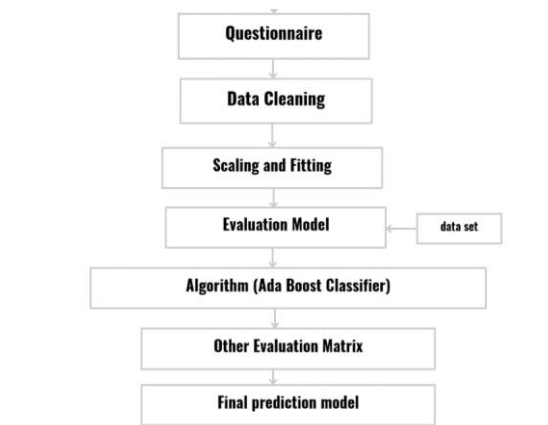 Questionnaire
Data Cleaning
Scaling and Fitting
Evaluation Model
data set
Algorithm (Ada Boost Classifier)
Other Evaluation Matrix
Final prediction model